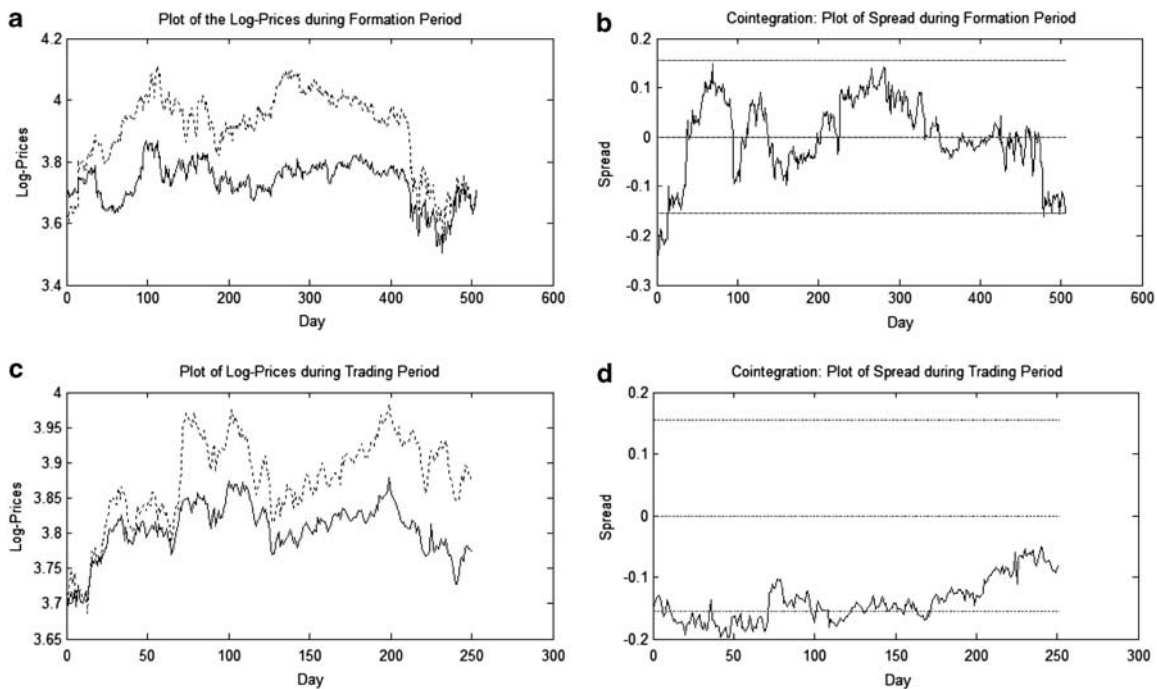 a
Plot of the Log-Prices during Formation Period
4.2
4
3.8
3.6
3.4
Log-Prices
0 100 200 300 400 500 600
Day
b
Cointegration: Plot of Spread during Formation Period
0.2
0.1
0
-0.1
-0.2
-0.3
Spread
0 100 200 300 400 500 600
Day
c
Plot of Log-Prices during Trading Period
4
3.95
3.9
3.85
3.8
3.75
3.7
3.65
Log-Prices
0 50 100 150 200 250 300
Day
d
Cointegration: Plot of Spread during Trading Period
0.2
0.1
0
-0.1
-0.2
Spread
0 50 100 150 200 250 300
Day